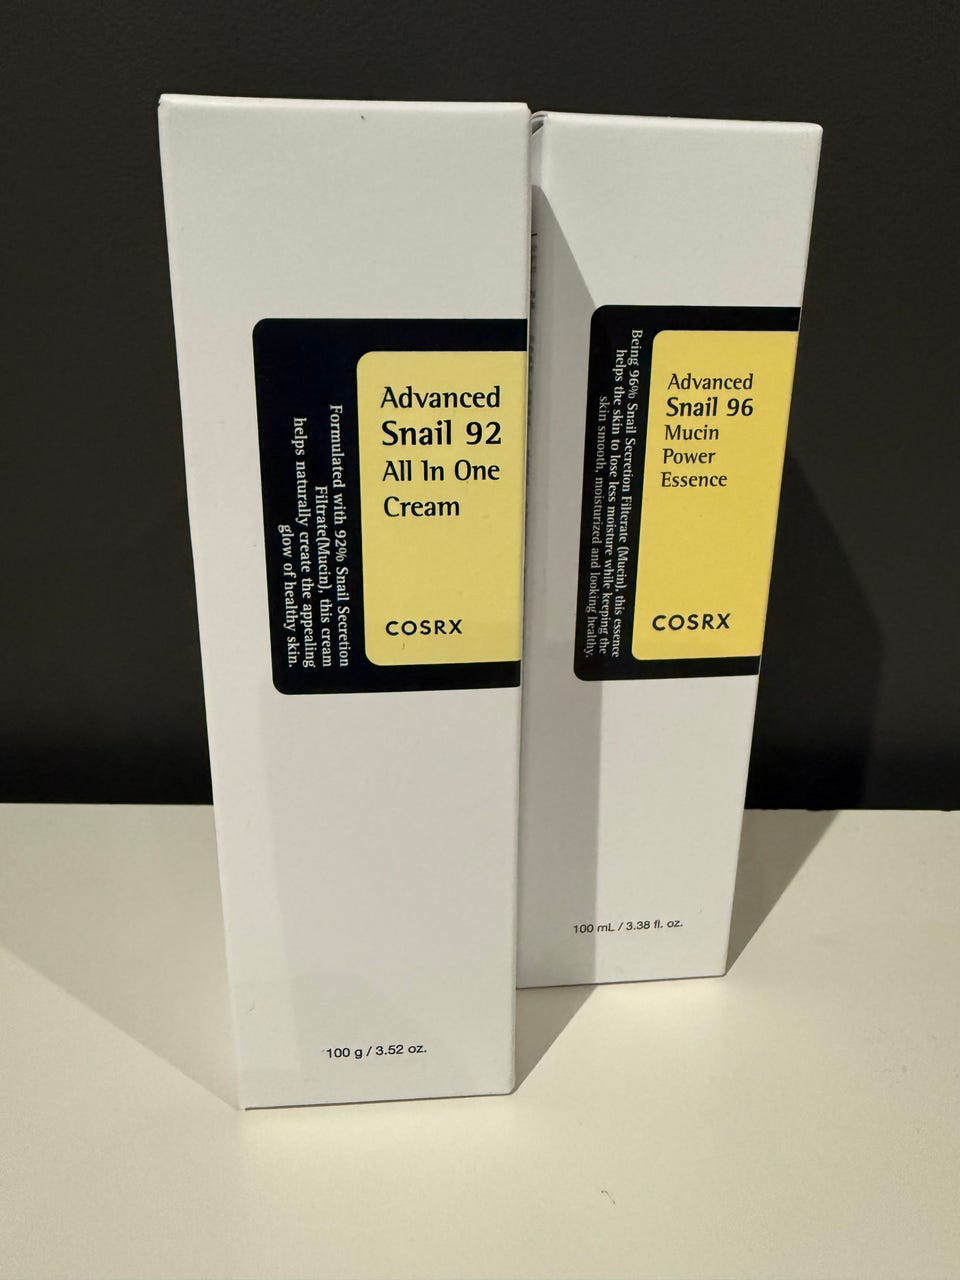 Advanced
Snail 92
All In One
Cream
COSRX
Formulated with 92% Snail Secretion
Filtrate(Mucin), this cream
helps naturally create the appealing
glow of healthy skin.
100 g / 3.52 oz.
Advanced
Snail 96
Mucin
Power
Essence
COSRX
Being 96% Snail Secretion Filterate (Mucin), this essence
helps the skin to lose less moisture while keeping the
skin smooth, moisturized and looking healthy.
100 mL / 3.38 fl. oz.